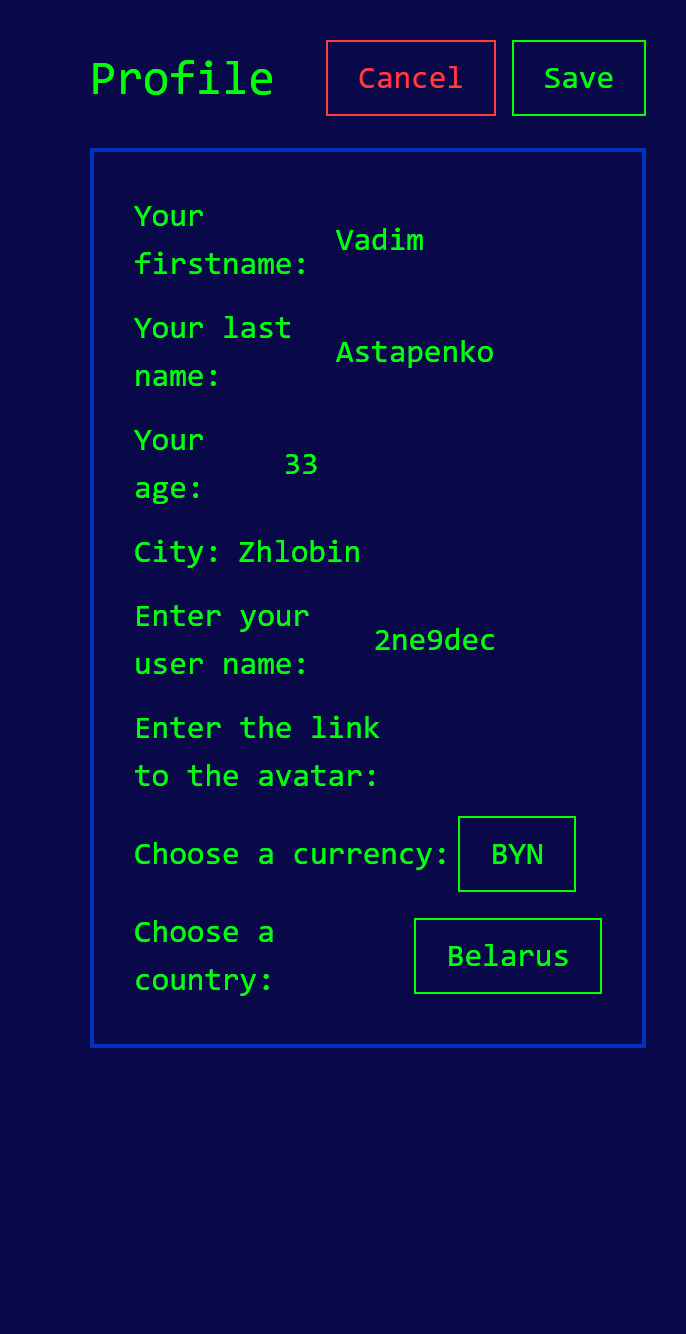 Profile
Cancel
Save
Your
firstname:
Vadim
Your last
name:
Astapenko
Your
age:
33
City: Zhlobin
Enter your
user name:
2ne9dec
Enter the link
to the avatar:
Choose a currency:
BYN
Choose a
country:
Belarus